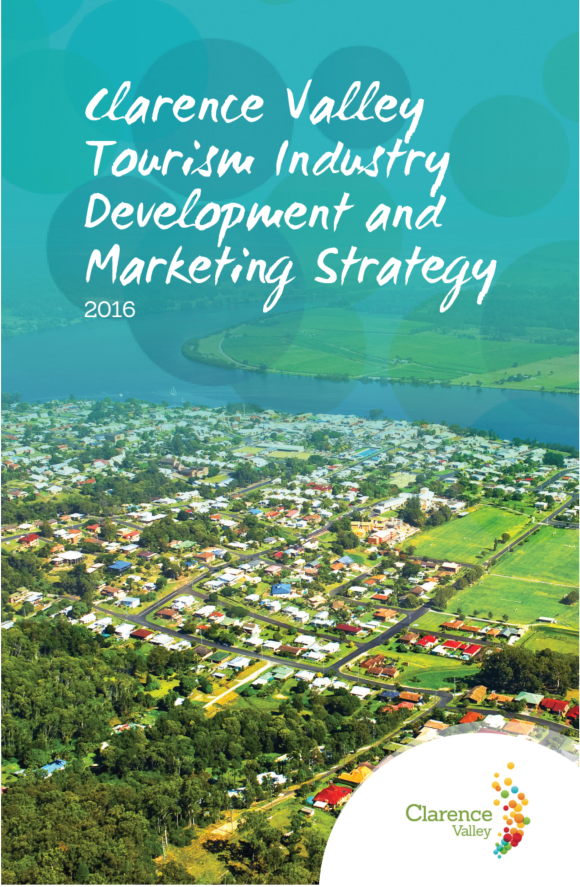 Clarence Valley
Tourism Industry
Development and
Marketing Strategy
2016
Clarence
Valley